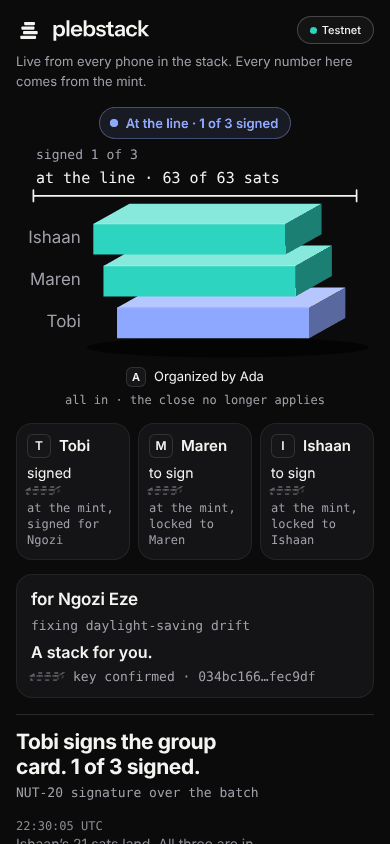 plebstack
Testnet
Live from every phone in the stack. Every number here
comes from the mint.
At the line · 1 of 3 signed
signed 1 of 3
at the line · 63 of 63 sats
Ishaan
Maren
Tobi
A Organized by Ada
all in · the close no longer applies
T Tobi
signed
at the mint,
signed for
Ngozi
M Maren
to sign
at the mint,
locked to
Maren
I Ishaan
to sign
at the mint,
locked to
Ishaan
for Ngozi Eze
fixing daylight-saving drift
A stack for you.
key confirmed · 034bc166…fec9df
Tobi signs the group
card. 1 of 3 signed.
NUT-20 signature over the batch
22:30:05 UTC
Ishaan's 21 sats land. All three are in.